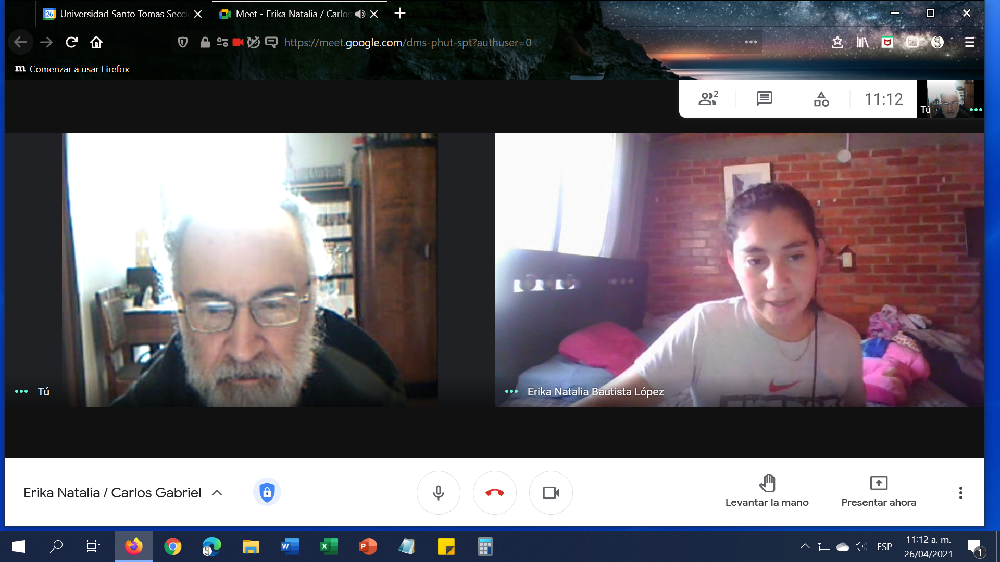 Universidad Santo Tomas Secci
Meet - Erika Natalia / Carlos
https://meet.google.com/dms-phut-spt?authuser=0
Comenzar a usar Firefox
2
11:12
Tú
Tú
Erika Natalia Bautista López
Erika Natalia / Carlos Gabriel
Levantar la mano
Presentar ahora
ESP
11:12 a. m.
26/04/2021
1